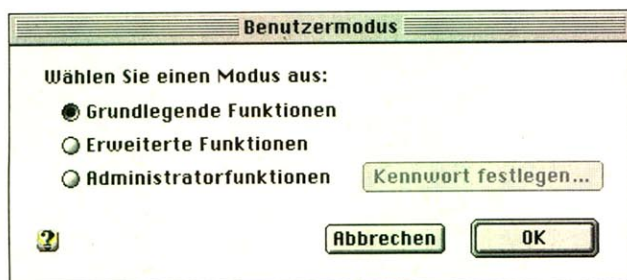 Benutzermodus
Wählen Sie einen Modus aus:
Grundlegende Funktionen
Erweiterte Funktionen
Administratorfunktionen
Kennwort festlegen...
?
Abbrechen
OK